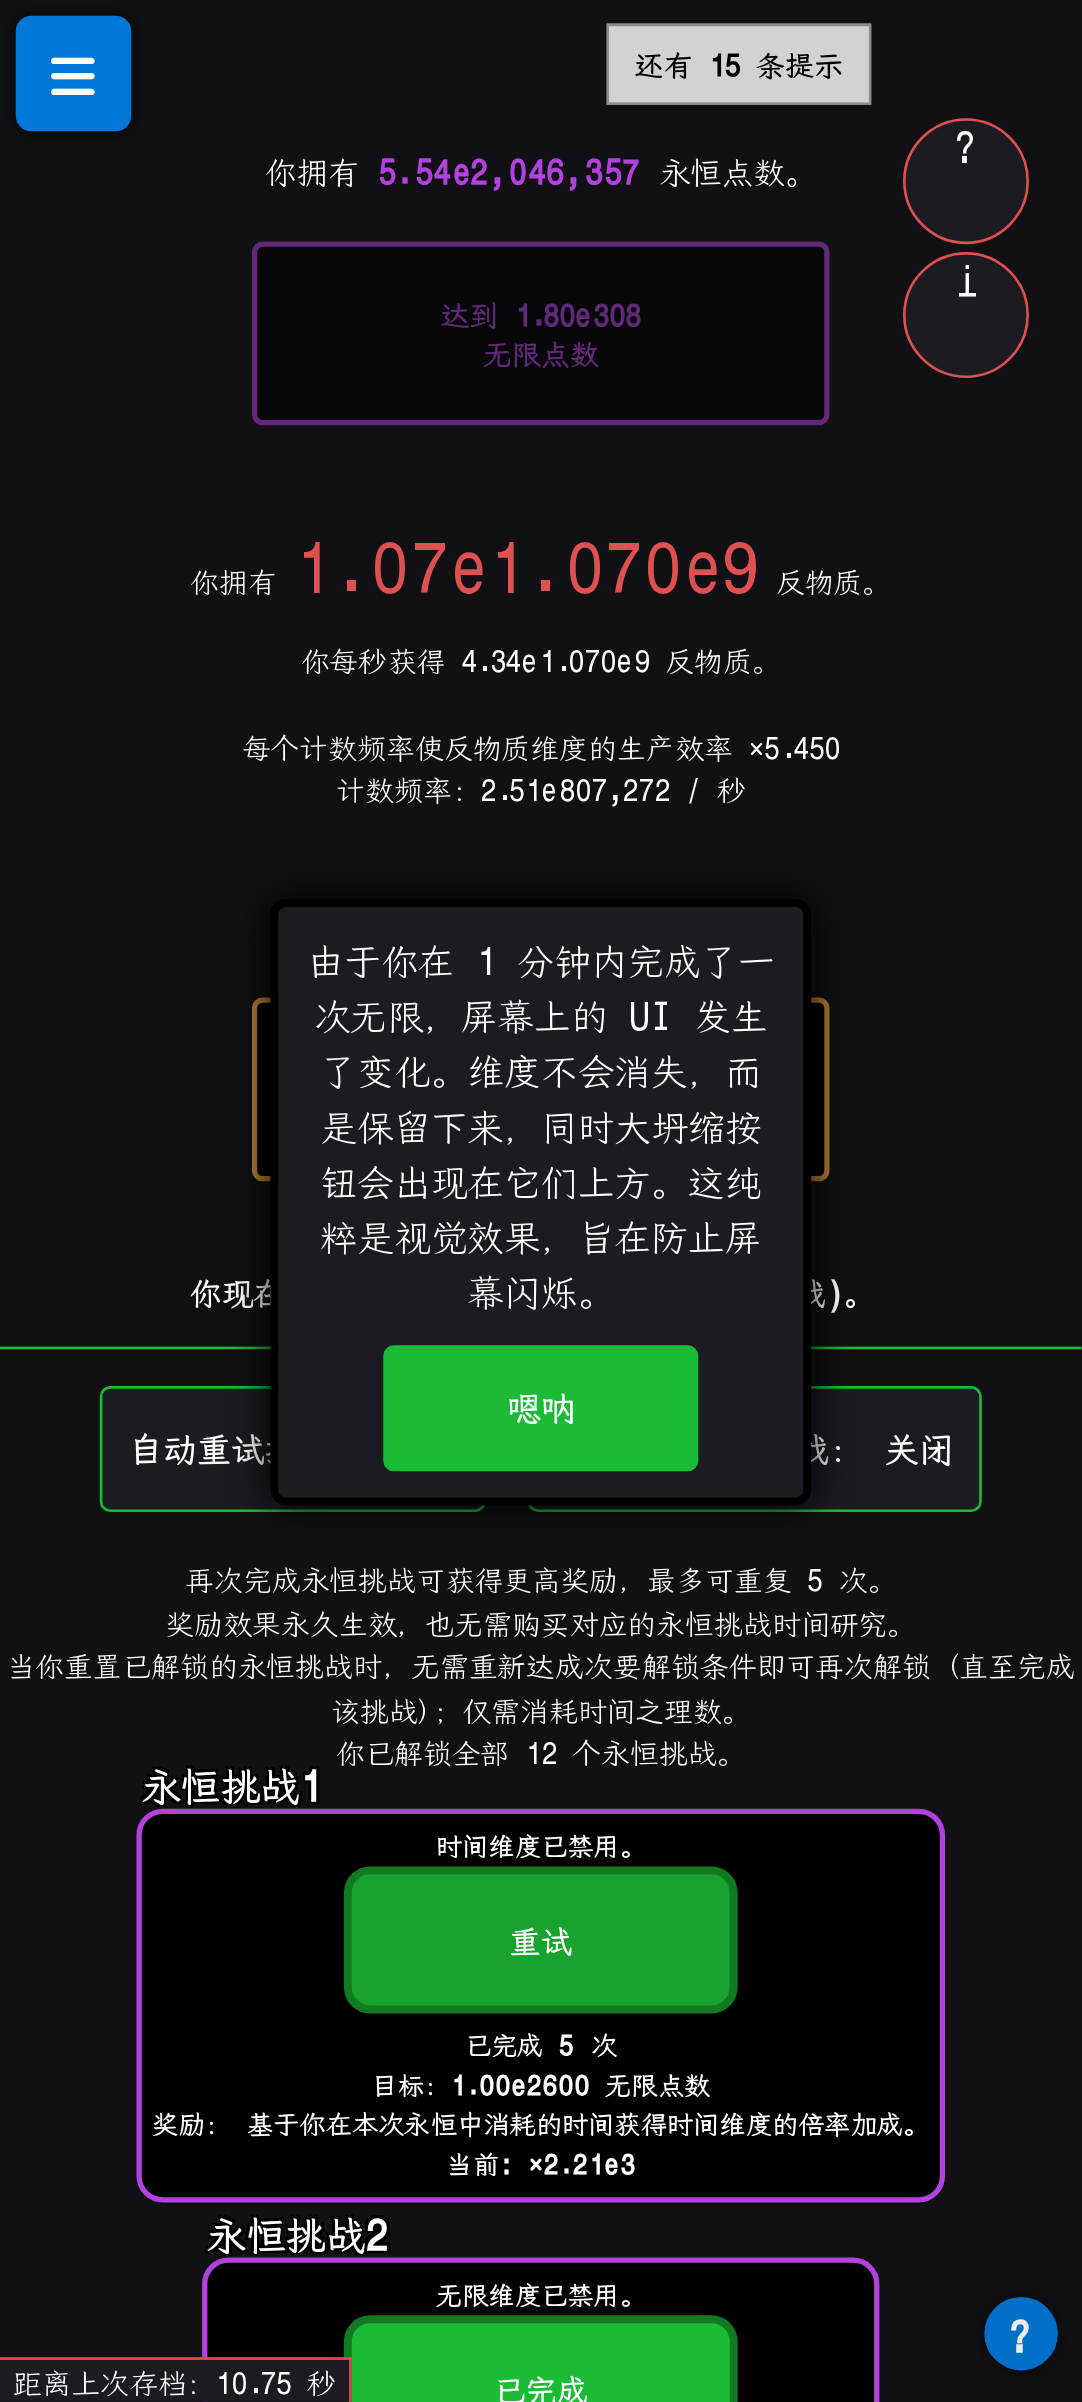 还有 15 条提示
?
i
你拥有 5.54e2,046,357 永恒点数。
达到 1.80e308
无限点数
你拥有 1.07e1.070e9 反物质。
你每秒获得 4.34e1.070e9 反物质。
每个计数频率使反物质维度的生产效率 ×5.450
计数频率：2.51e807,272 / 秒
由于你在 1 分钟内完成了一
次无限，屏幕上的 UI 发生
了变化。维度不会消失，而
是保留下来，同时大坍缩按
钮会出现在它们上方。这纯
粹是视觉效果，旨在防止屏
幕闪烁。
嗯呐
你现在 战)。
自动重试 战： 关闭
再次完成永恒挑战可获得更高奖励，最多可重复 5 次。
奖励效果永久生效，也无需购买对应的永恒挑战时间研究。
当你重置已解锁的永恒挑战时，无需重新达成次要解锁条件即可再次解锁（直至完成
该挑战）；仅需消耗时间之理数。
你已解锁全部 12 个永恒挑战。
永恒挑战1
时间维度已禁用。
重试
已完成 5 次
目标：1.00e2600 无限点数
奖励： 基于你在本次永恒中消耗的时间获得时间维度的倍率加成。
当前：×2.21e3
永恒挑战2
无限维度已禁用。
已完成
?
距离上次存档：10.75 秒